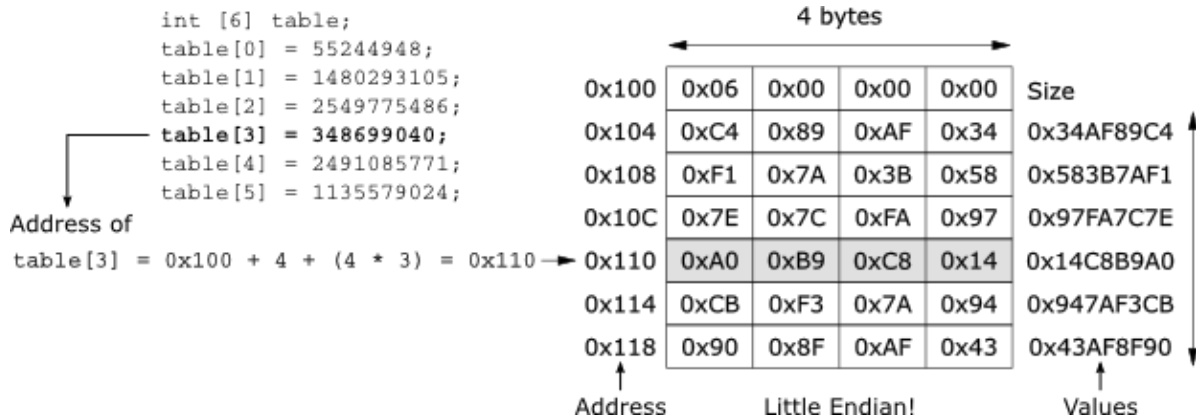 int [6] table;
table[0] = 55244948;
table[1] = 1480293105;
table[2] = 2549775486;
table[3] = 348699040;
table[4] = 2491085771;
table[5] = 1135579024;
Address of
table[3] = 0x100 + 4 + (4 * 3) = 0x110
4 bytes
0x100 0x06 0x00 0x00 0x00 Size
0x104 0xC4 0x89 0xAF 0x34 0x34AF89C4
0x108 0xF1 0x7A 0x3B 0x58 0x583B7AF1
0x10C 0x7E 0x7C 0xFA 0x97 0x97FA7C7E
0x110 0xA0 0xB9 0xC8 0x14 0x14C8B9A0
0x114 0xCB 0xF3 0x7A 0x94 0x947AF3CB
0x118 0x90 0x8F 0xAF 0x43 0x43AF8F90
Address Little Endian! Values